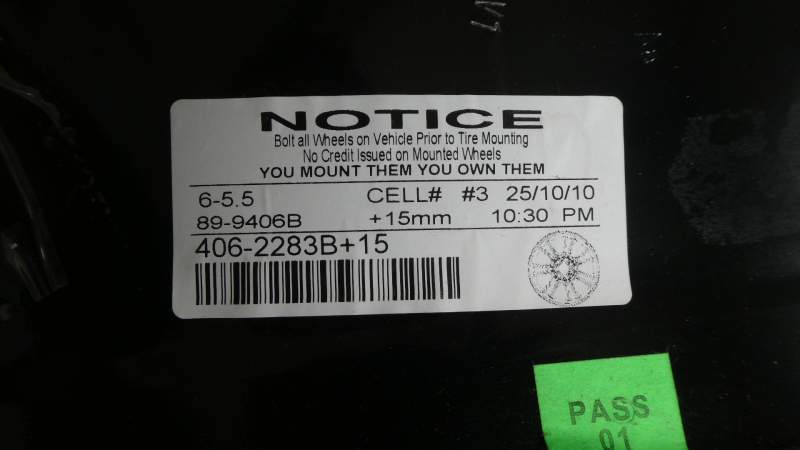 NOTICE
Bolt all Wheels on Vehicle Prior to Tire Mounting
No Credit Issued on Mounted Wheels
YOU MOUNT THEM YOU OWN THEM
6-5.5 CELL# #3 25/10/10
89-9406B +15mm 10:30 PM
406-2283B+15
PASS
01